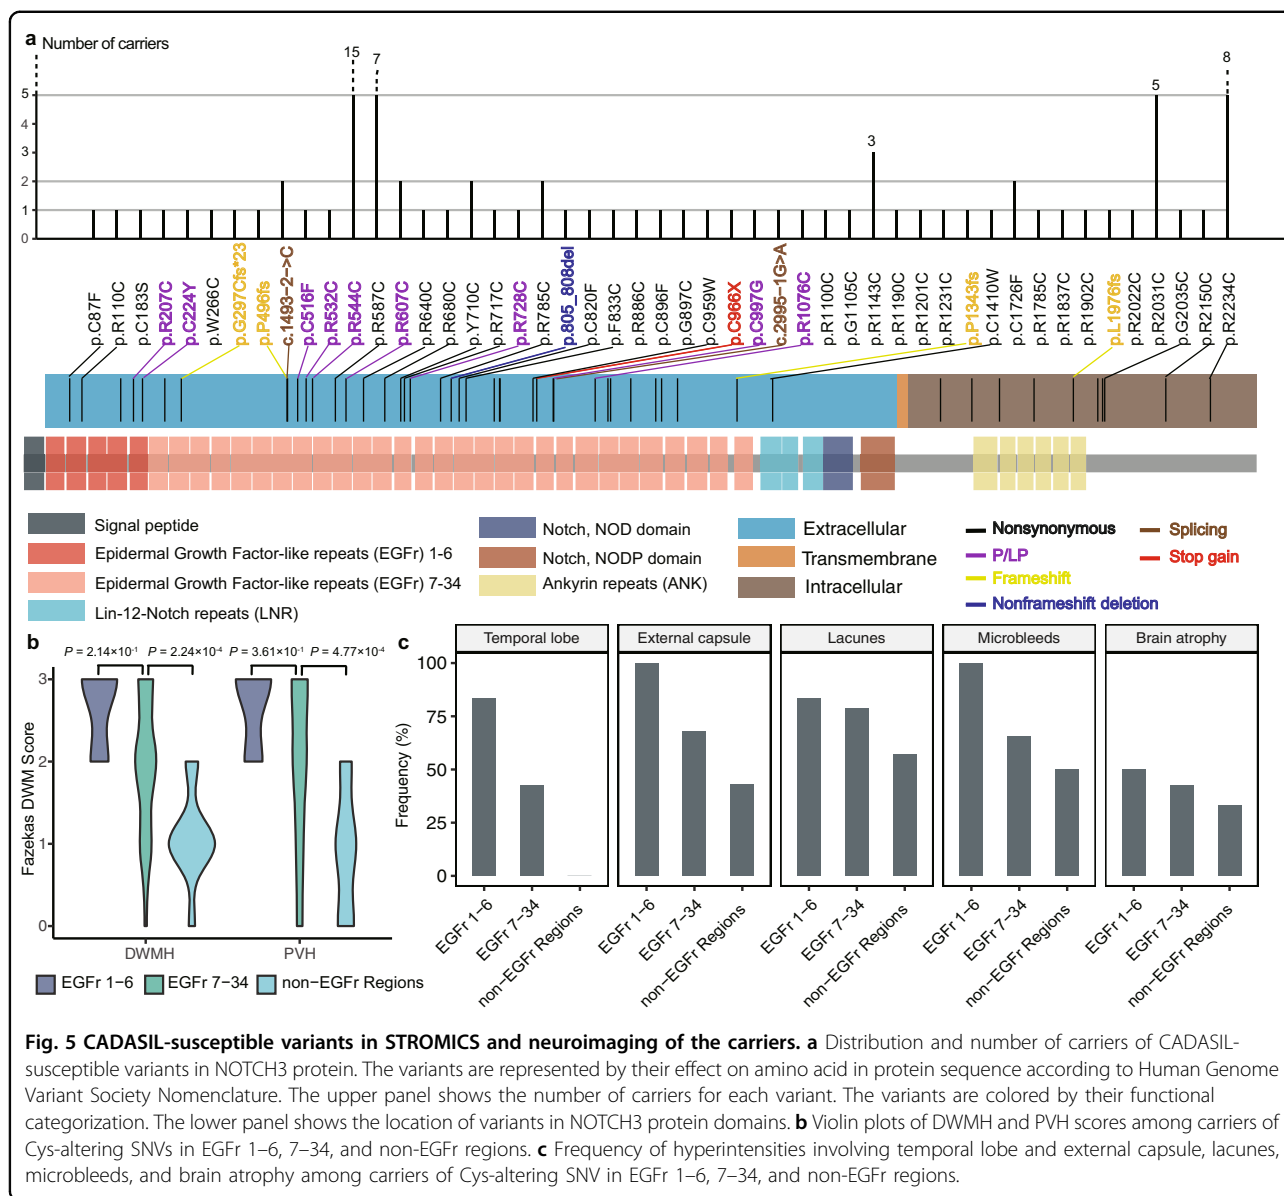 a Number of carriers
15
7
3
5
8
5
4
3
2
1
0
p.C87F
p.R110C
p.C183S
p.R207C
p.C224Y
p.W266C
p.G297Cfs*23
p.P496fs
c.1493-2->C
p.C516F
p.R532C
p.R544C
p.R587C
p.R607C
p.R640C
p.R680C
p.Y710C
p.R717C
p.R728C
p.R785C
p.805_808del
p.C820F
p.F833C
p.R886C
p.C896F
p.G897C
p.C959W
p.C966X
p.C997G
c.2995-1G>A
p.R1076C
p.R1100C
p.G1105C
p.R1143C
p.R1190C
p.R1201C
p.R1231C
p.P1343fs
p.C1410W
p.C1726F
p.R1785C
p.R1837C
p.R1902C
p.L1976fs
p.R2022C
p.R2031C
p.G2035C
p.R2150C
p.R2234C
Signal peptide
Epidermal Growth Factor-like repeats (EGFr) 1-6
Epidermal Growth Factor-like repeats (EGFr) 7-34
Lin-12-Notch repeats (LNR)
Notch, NOD domain
Notch, NODP domain
Ankyrin repeats (ANK)
Extracellular
Transmembrane
Intracellular
Nonsynonymous
P/LP
Frameshift
Nonframeshift deletion
Splicing
Stop gain
b
P = 2.14×10⁻¹ P = 2.24×10⁻⁴ P = 3.61×10⁻¹ P = 4.77×10⁻⁴
Fazekas DWM Score
3
2
1
0
DWMH PVH
EGFr 1−6 EGFr 7−34 non−EGFr Regions
c
Temporal lobe External capsule Lacunes Microbleeds Brain atrophy
Frequency (%)
100
75
50
25
0
EGFr 1−6 EGFr 7−34 non−EGFr Regions
EGFr 1−6 EGFr 7−34 non−EGFr Regions
EGFr 1−6 EGFr 7−34 non−EGFr Regions
EGFr 1−6 EGFr 7−34 non−EGFr Regions
EGFr 1−6 EGFr 7−34 non−EGFr Regions
Fig. 5 CADASIL-susceptible variants in STROMICS and neuroimaging of the carriers. a Distribution and number of carriers of CADASIL-
susceptible variants in NOTCH3 protein. The variants are represented by their effect on amino acid in protein sequence according to Human Genome
Variant Society Nomenclature. The upper panel shows the number of carriers for each variant. The variants are colored by their functional
categorization. The lower panel shows the location of variants in NOTCH3 protein domains. b Violin plots of DWMH and PVH scores among carriers of
Cys-altering SNVs in EGFr 1–6, 7–34, and non-EGFr regions. c Frequency of hyperintensities involving temporal lobe and external capsule, lacunes,
microbleeds, and brain atrophy among carriers of Cys-altering SNV in EGFr 1–6, 7–34, and non-EGFr regions.